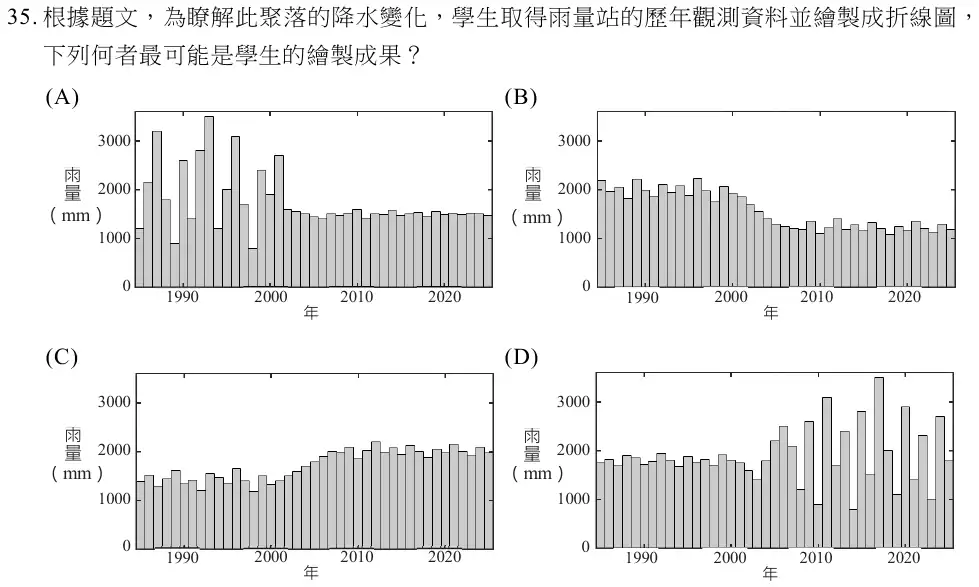 35. 根據題文，為瞭解此聚落的降水變化，學生取得雨量站的歷年觀測資料並繪製成折線圖，
下列何者最可能是學生的繪製成果？
(A)
雨量（mm）
3000
2000
1000
0
1990 2000 2010 2020
年
(B)
雨量（mm）
3000
2000
1000
0
1990 2000 2010 2020
年
(C)
雨量（mm）
3000
2000
1000
0
1990 2000 2010 2020
年
(D)
雨量（mm）
3000
2000
1000
0
1990 2000 2010 2020
年